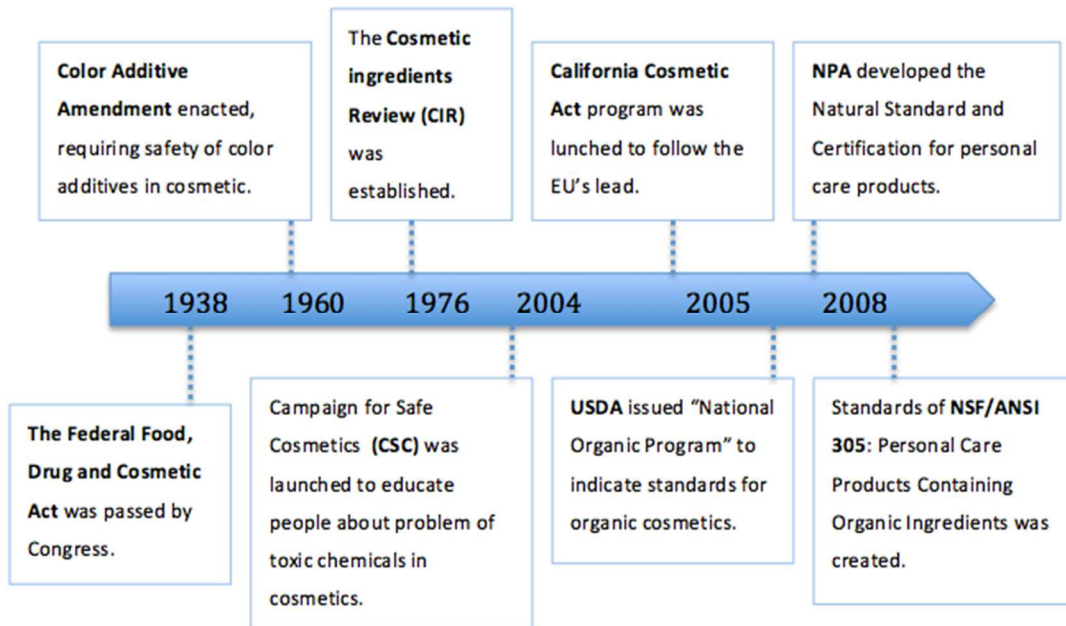 Color Additive
Amendment enacted,
requiring safety of color
additives in cosmetic.
The Cosmetic
ingredients
Review (CIR)
was
established.
California Cosmetic
Act program was
lunched to follow the
EU's lead.
NPA developed the
Natural Standard and
Certification for personal
care products.
1938 1960 1976 2004 2005 2008
The Federal Food,
Drug and Cosmetic
Act was passed by
Congress.
Campaign for Safe
Cosmetics (CSC) was
launched to educate
people about problem of
toxic chemicals in
cosmetics.
USDA issued “National
Organic Program” to
indicate standards for
organic cosmetics.
Standards of NSF/ANSI
305: Personal Care
Products Containing
Organic Ingredients was
created.